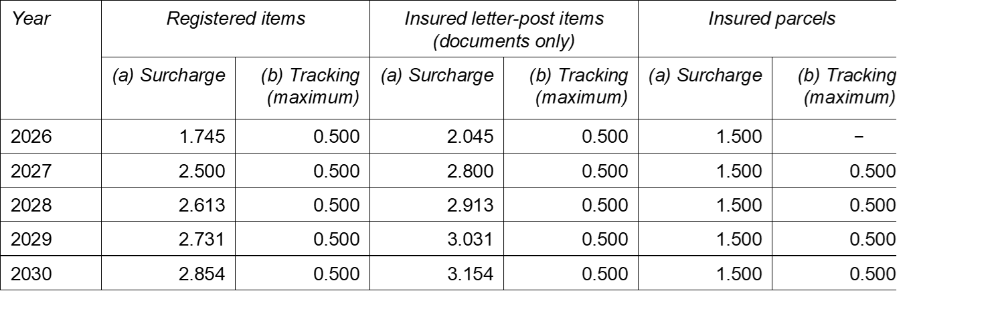 Year Registered items Insured letter-post items Insured parcels
(documents only)
(a) Surcharge (b) Tracking (a) Surcharge (b) Tracking (a) Surcharge (b) Tracking
(maximum) (maximum) (maximum)
2026 1.745 0.500 2.045 0.500 1.500 –
2027 2.500 0.500 2.800 0.500 1.500 0.500
2028 2.613 0.500 2.913 0.500 1.500 0.500
2029 2.731 0.500 3.031 0.500 1.500 0.500
2030 2.854 0.500 3.154 0.500 1.500 0.500